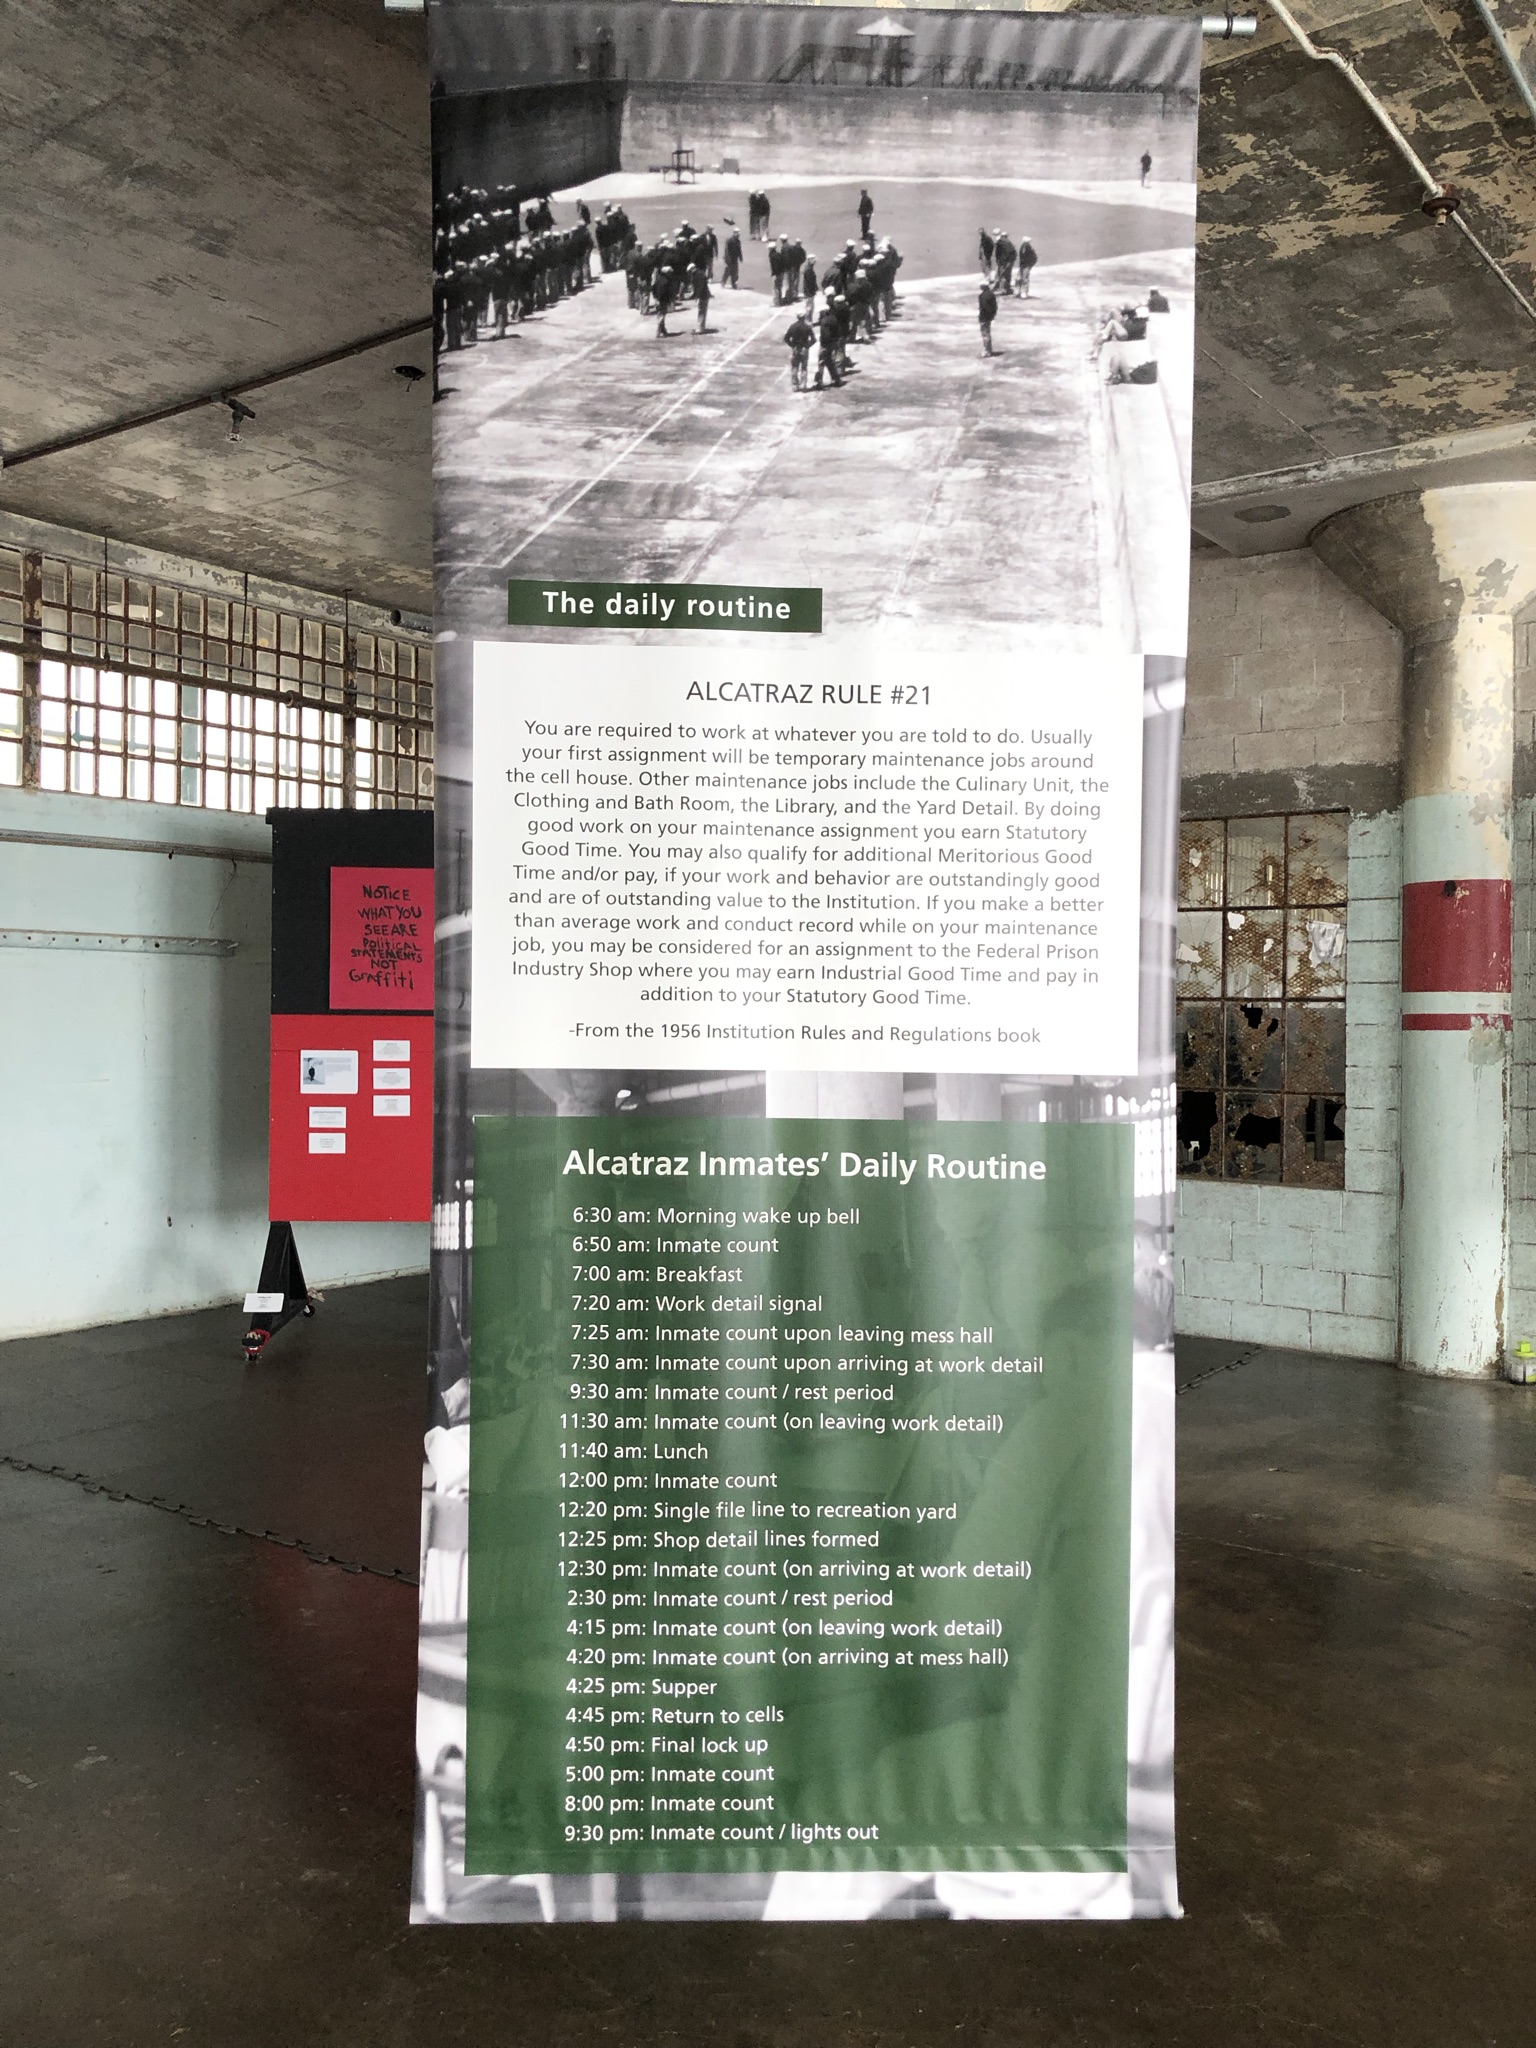 The daily routine
ALCATRAZ RULE #21
You are required to work at whatever you are told to do. Usually
your first assignment will be temporary maintenance jobs around
the cell house. Other maintenance jobs include the Culinary Unit, the
Clothing and Bath Room, the Library, and the Yard Detail. By doing
good work on your maintenance assignment you earn Statutory
Good Time. You may also qualify for additional Meritorious Good
Time and/or pay, if your work and behavior are outstandingly good
and are of outstanding value to the Institution. If you make a better
than average work and conduct record while on your maintenance
job, you may be considered for an assignment to the Federal Prison
Industry Shop where you may earn Industrial Good Time and pay in
addition to your Statutory Good Time.
-From the 1956 Institution Rules and Regulations book
Alcatraz Inmates’ Daily Routine
6:30 am: Morning wake up bell
6:50 am: Inmate count
7:00 am: Breakfast
7:20 am: Work detail signal
7:25 am: Inmate count upon leaving mess hall
7:30 am: Inmate count upon arriving at work detail
9:30 am: Inmate count / rest period
11:30 am: Inmate count (on leaving work detail)
11:40 am: Lunch
12:00 pm: Inmate count
12:20 pm: Single file line to recreation yard
12:25 pm: Shop detail lines formed
12:30 pm: Inmate count (on arriving at work detail)
2:30 pm: Inmate count / rest period
4:15 pm: Inmate count (on leaving work detail)
4:20 pm: Inmate count (on arriving at mess hall)
4:25 pm: Supper
4:45 pm: Return to cells
4:50 pm: Final lock up
5:00 pm: Inmate count
8:00 pm: Inmate count
9:30 pm: Inmate count / lights out
NOTICE
WHAT YOU
SEE ARE
POlitiCAL
STATEMENTS
NOT
Graffiti